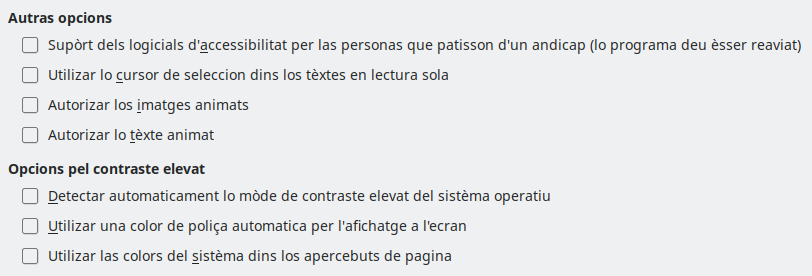 Autras opcions
Supòrt dels logicials d'accessibilitat per las personas que patisson d'un andicap (lo programa deu èsser reaviat)
Utilizar lo cursor de seleccion dins los tèxtes en lectura sola
Autorizar los imatges animats
Autorizar lo tèxte animat
Opcions pel contraste elevat
Detectar automaticament lo mòde de contraste elevat del sistèma operatiu
Utilizar una color de poliça automatica per l'afichatge a l'ecran
Utilizar las colors del sistèma dins los apercebuts de pagina